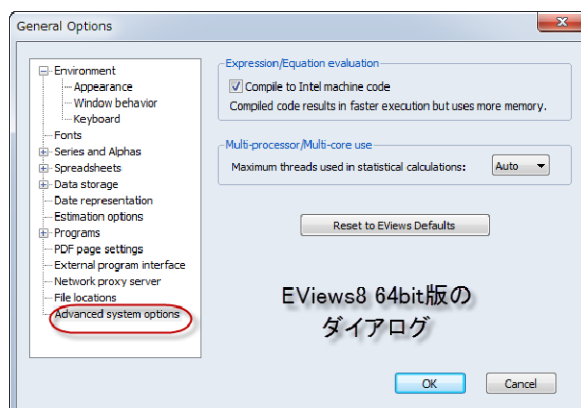 General Options
Environment
Appearance
Window behavior
Keyboard
Fonts
Series and Alphas
Spreadsheets
Data storage
Date representation
Estimation options
Programs
PDF page settings
External program interface
Network proxy server
File locations
Advanced system options
Expression/Equation evaluation
Compile to Intel machine code
Compiled code results in faster execution but uses more memory.
Multi-processor/Multi-core use
Maximum threads used in statistical calculations: Auto
Reset to EViews Defaults
EViews8 64bit版の
ダイアログ
OK Cancel